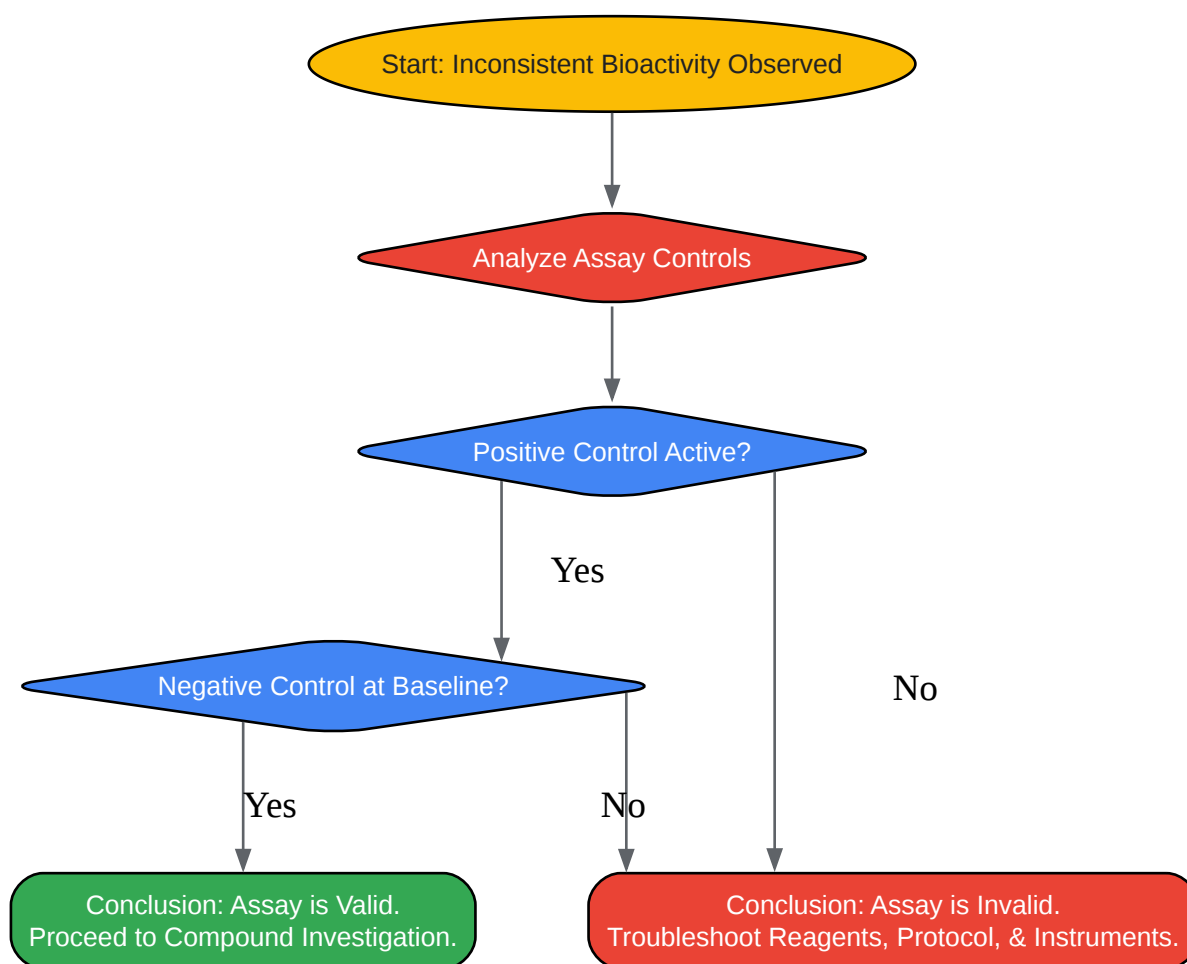 Start: Inconsistent Bioactivity Observed
Analyze Assay Controls
Positive Control Active?
Yes
Negative Control at Baseline?
No
Yes
No
Conclusion: Assay is Valid.
Proceed to Compound Investigation.
Conclusion: Assay is Invalid.
Troubleshoot Reagents, Protocol, & Instruments.